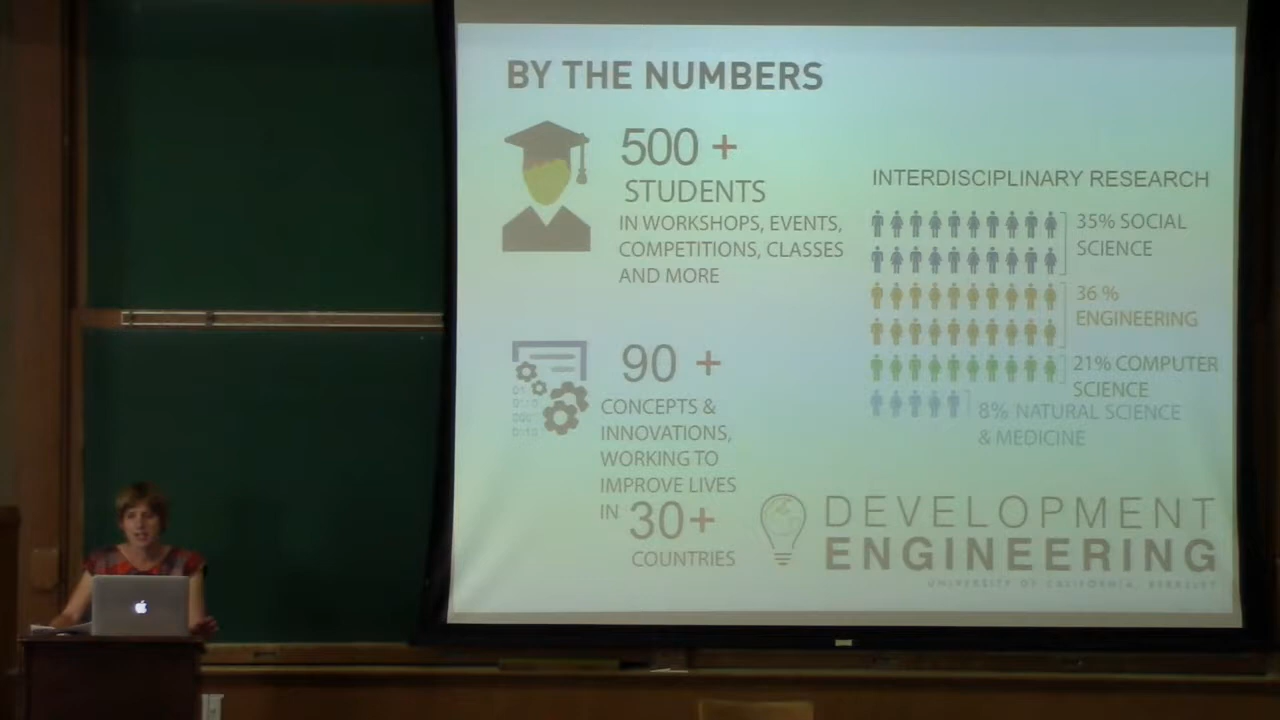 BY THE NUMBERS
500 +
STUDENTS
IN WORKSHOPS, EVENTS,
COMPETITIONS, CLASSES
AND MORE
90 +
CONCEPTS &
INNOVATIONS,
WORKING TO
IMPROVE LIVES
IN 30+
COUNTRIES
INTERDISCIPLINARY RESEARCH
35% SOCIAL
SCIENCE
36 %
ENGINEERING
21% COMPUTER
SCIENCE
8% NATURAL SCIENCE
& MEDICINE
DEVELOPMENT
ENGINEERING
UNIVERSITY OF CALIFORNIA, BERKELEY